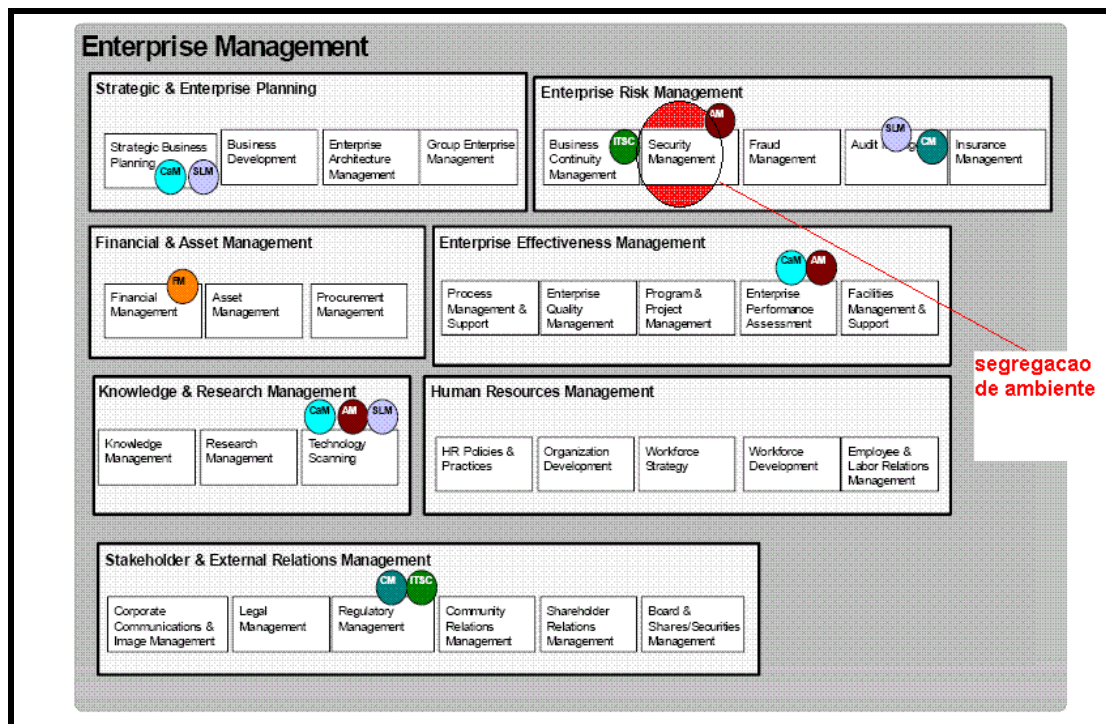 Enterprise Management
Strategic & Enterprise Planning
Strategic Business
Planning
CaM
SLM
Business
Development
Enterprise
Architecture
Management
Group Enterprise
Management
Enterprise Risk Management
Business
Continuity
Management
ITSC
Security
Management
AM
Fraud
Management
SLM
CM
Audit
Insurance
Management
Financial & Asset Management
FM
Financial
Management
Asset
Management
Procurement
Management
Enterprise Effectiveness Management
CaM
AM
Process
Management &
Support
Enterprise
Quality
Management
Program &
Project
Management
Enterprise
Performance
Assessment
Facilities
Management &
Support
segregacao
de ambiente
Knowledge & Research Management
CaM
AM
SLM
Knowledge
Management
Research
Management
Technology
Scanning
Human Resources Management
HR Policies &
Practices
Organization
Development
Workforce
Strategy
Workforce
Development
Employee &
Labor Relations
Management
Stakeholder & External Relations Management
CM
ITSC
Corporate
Communications &
Image Management
Legal
Management
Regulatory
Management
Community
Relations
Management
Shareholder
Relations
Management
Board &
Shares/Securities
Management